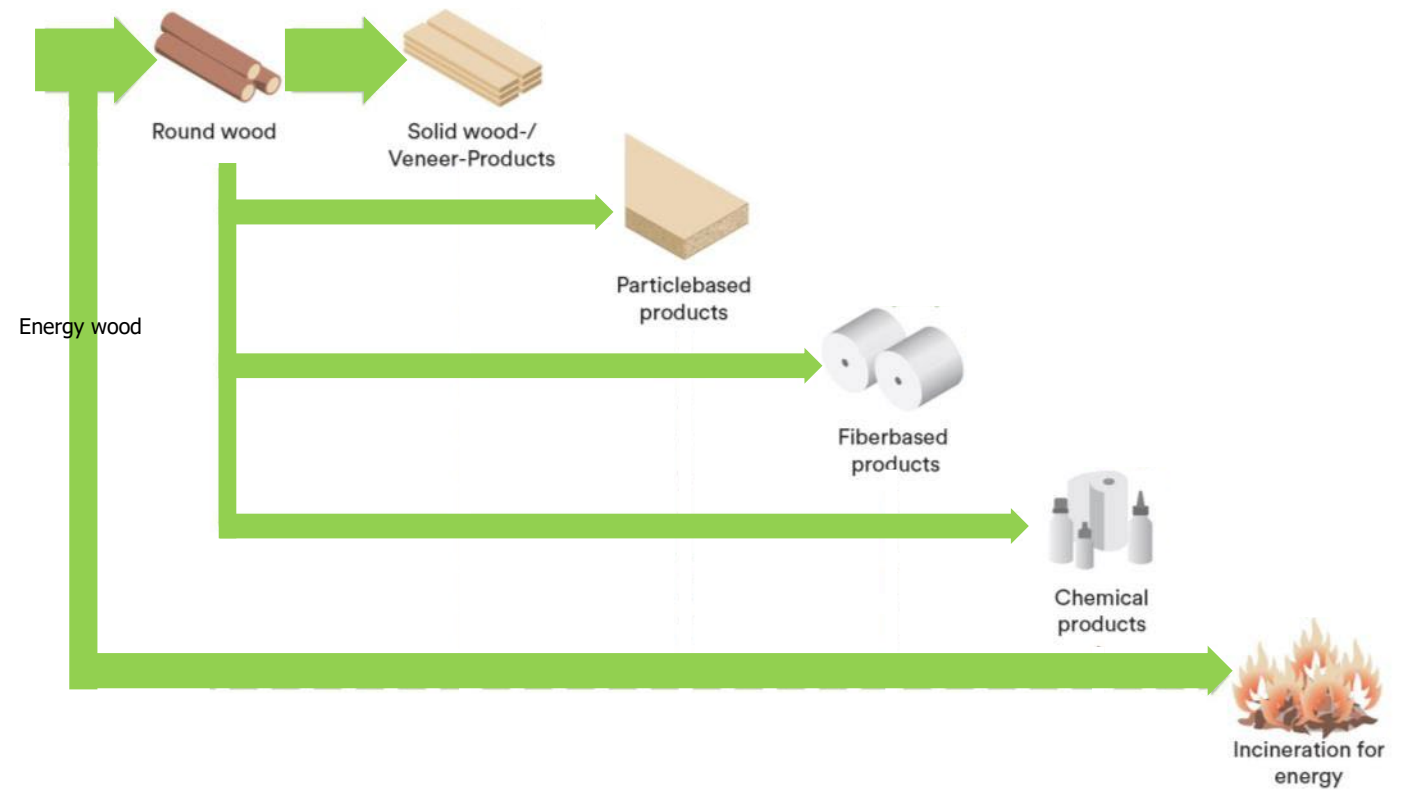 Round wood
Solid wood-/
Veneer-Products
Particlebased
products
Energy wood
Fiberbased
products
Chemical
products
Incineration for
energy